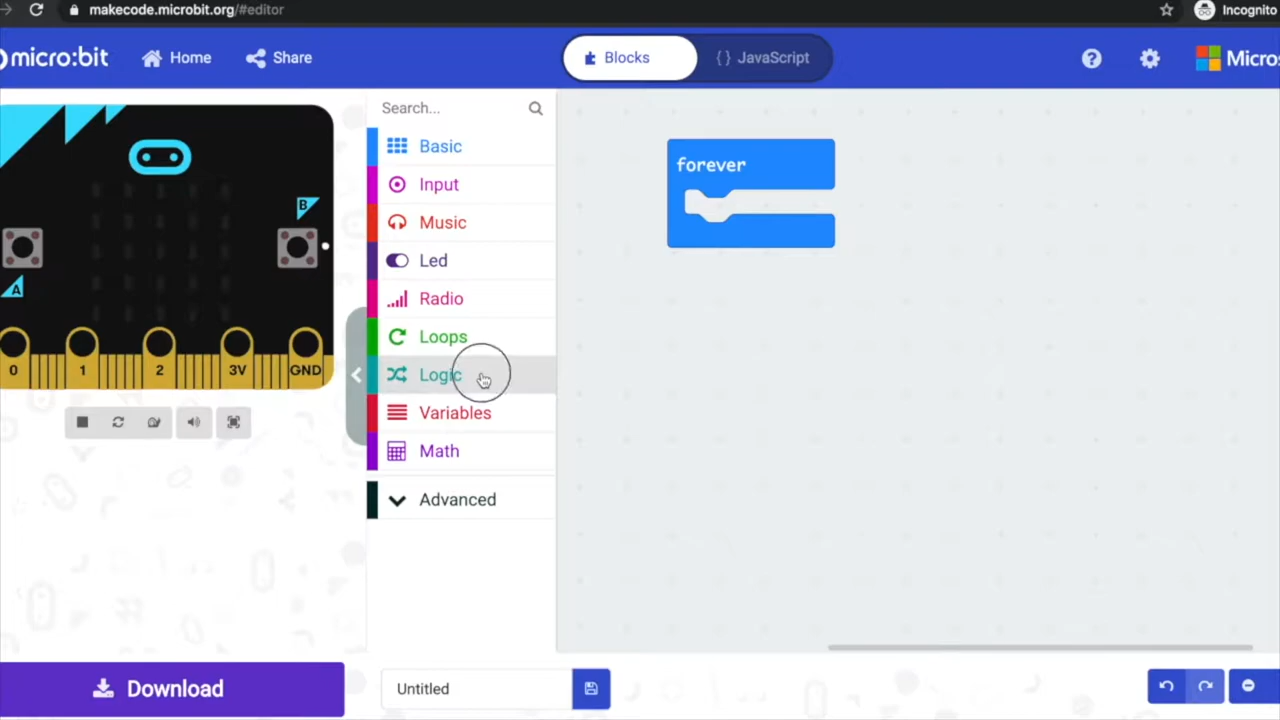 makecode.microbit.org/#editor
Incognito
micro:bit
Home
Share
Blocks
{ } JavaScript
?
Micros
Search...
Basic
Input
Music
Led
Radio
Loops
Logic
Variables
Math
Advanced
forever
B
A
0
1
2
3V
GND
Download
Untitled